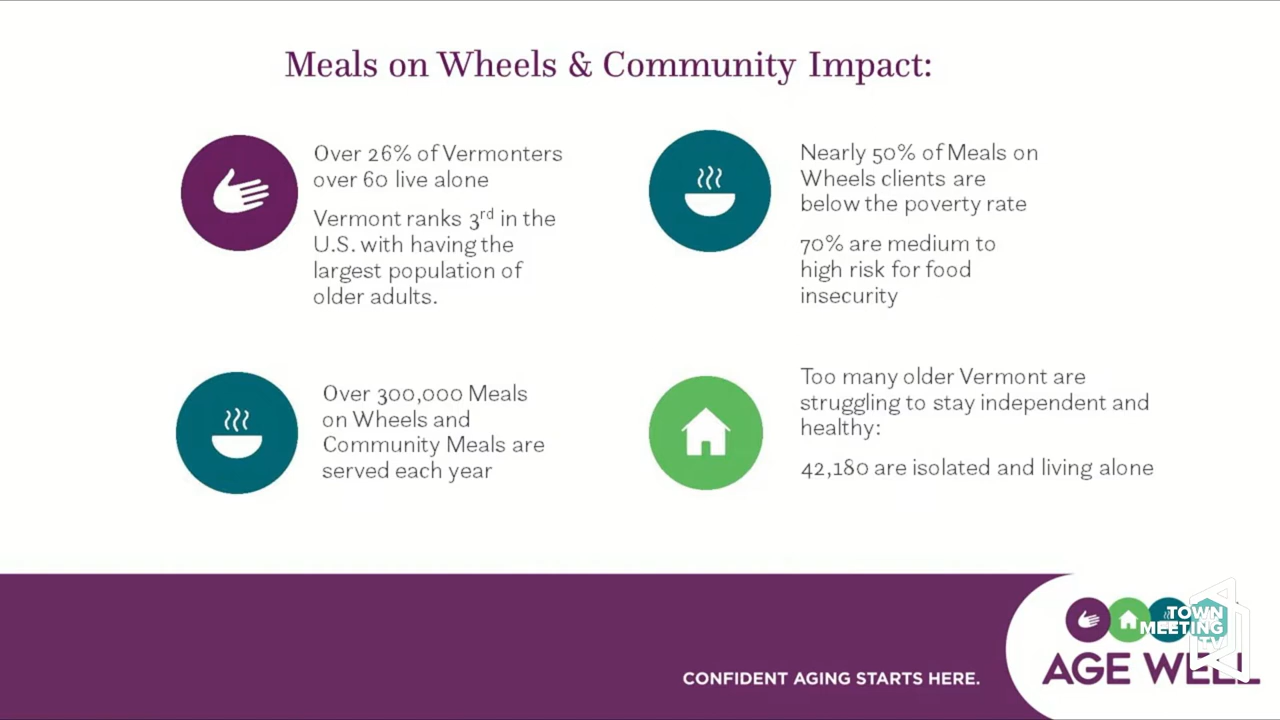 Meals on Wheels & Community Impact:
Over 26% of Vermonters
over 60 live alone
Vermont ranks 3rd in the
U.S. with having the
largest population of
older adults.
Nearly 50% of Meals on
Wheels clients are
below the poverty rate
70% are medium to
high risk for food
insecurity
Over 300,000 Meals
on Wheels and
Community Meals are
served each year
Too many older Vermont are
struggling to stay independent and
healthy:
42,180 are isolated and living alone
CONFIDENT AGING STARTS HERE.
TOWN
MEETING
TV
AGE WELL